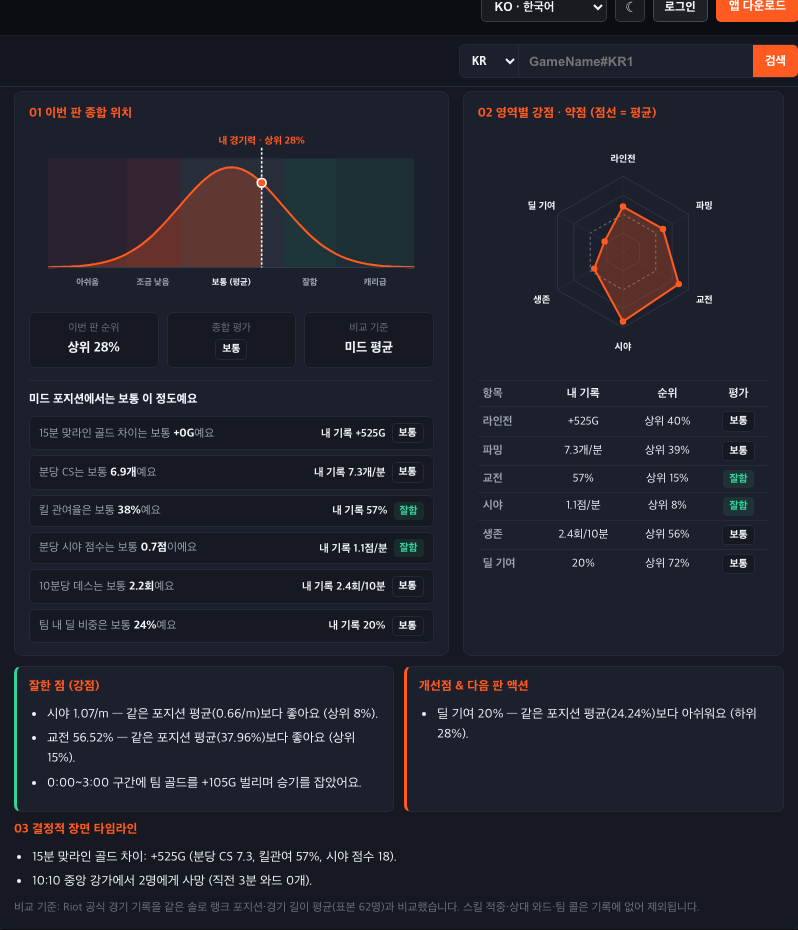 KO · 한국어
로그인
앱 다운로드
KR
GameName#KR1
검색
01 이번 판 종합 위치
내 경기력 · 상위 28%
아쉬움
조금 낮음
보통 (평균)
잘함
캐리급
이번 판 순위
상위 28%
종합 평가
보통
비교 기준
미드 평균
미드 포지션에서는 보통 이 정도예요
15분 맞라인 골드 차이는 보통 +0G예요 내 기록 +525G 보통
분당 CS는 보통 6.9개예요 내 기록 7.3개/분 보통
킬 관여율은 보통 38%예요 내 기록 57% 잘함
분당 시야 점수는 보통 0.7점이에요 내 기록 1.1점/분 잘함
10분당 데스는 보통 2.2회예요 내 기록 2.4회/10분 보통
팀 내 딜 비중은 보통 24%예요 내 기록 20% 보통
02 영역별 강점 · 약점 (점선 = 평균)
라인전
딜 기여
파밍
생존
교전
시야
항목 내 기록 순위 평가
라인전 +525G 상위 40% 보통
파밍 7.3개/분 상위 39% 보통
교전 57% 상위 15% 잘함
시야 1.1점/분 상위 8% 잘함
생존 2.4회/10분 상위 56% 보통
딜 기여 20% 상위 72% 보통
잘한 점 (강점)
• 시야 1.07/m — 같은 포지션 평균(0.66/m)보다 좋아요 (상위 8%).
• 교전 56.52% — 같은 포지션 평균(37.96%)보다 좋아요 (상위
15%).
• 0:00~3:00 구간에 팀 골드를 +105G 벌리며 승기를 잡았어요.
개선점 & 다음 판 액션
• 딜 기여 20% — 같은 포지션 평균(24.24%)보다 아쉬워요 (하위
28%).
03 결정적 장면 타임라인
• 15분 맞라인 골드 차이: +525G (분당 CS 7.3, 킬관여 57%, 시야 점수 18).
• 10:10 중앙 강가에서 2명에게 사망 (직전 3분 와드 0개).
비교 기준: Riot 공식 경기 기록을 같은 솔로 랭크 포지션·경기 길이 평균(표본 62명)과 비교했습니다. 스킬 적중·상대 와드·팀 콜은 기록에 없어 제외됩니다.